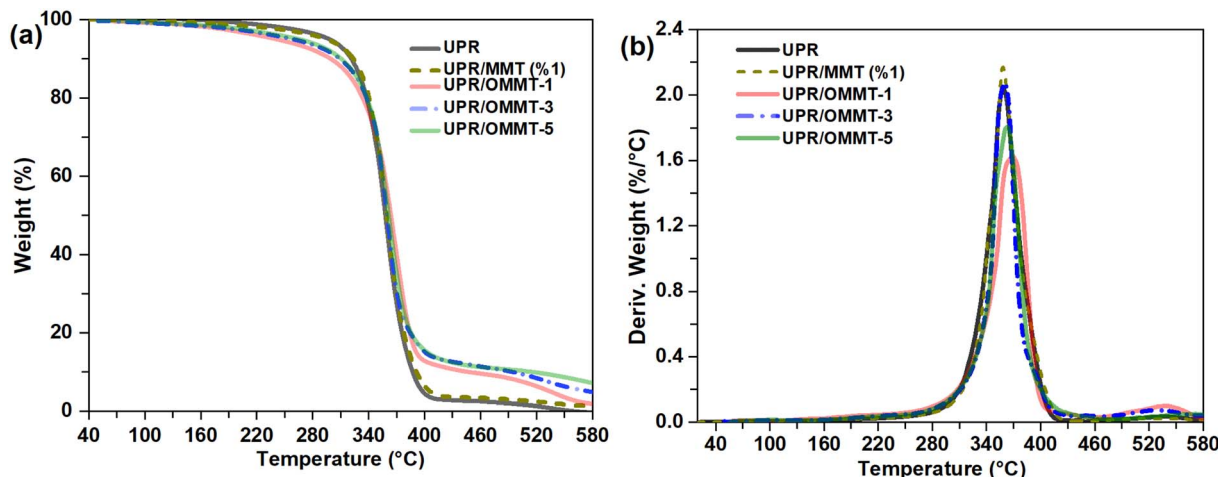 (a)
UPR
UPR/MMT (%1)
UPR/OMMT-1
UPR/OMMT-3
UPR/OMMT-5
Weight (%)
100
80
60
40
20
0
40 100 160 220 280 340 400 460 520 580
Temperature (°C)
(b)
UPR
UPR/MMT (%1)
UPR/OMMT-1
UPR/OMMT-3
UPR/OMMT-5
Deriv. Weight (%/°C)
2.4
2.0
1.6
1.2
0.8
0.4
0.0
40 100 160 220 280 340 400 460 520 580
Temperature (°C)